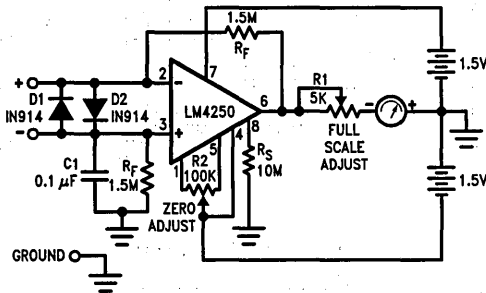 1.5M
RF
7
1.5V
+
2
-
D1
IN914
D2
IN914
LM4250
6
R1
5K
- +
-
3
+
FULL
SCALE
ADJUST
8
4
5
1
R2
100K
RS
10M
C1
0.1 µF
RF
1.5M
1.5V
ZERO
ADJUST
GROUND